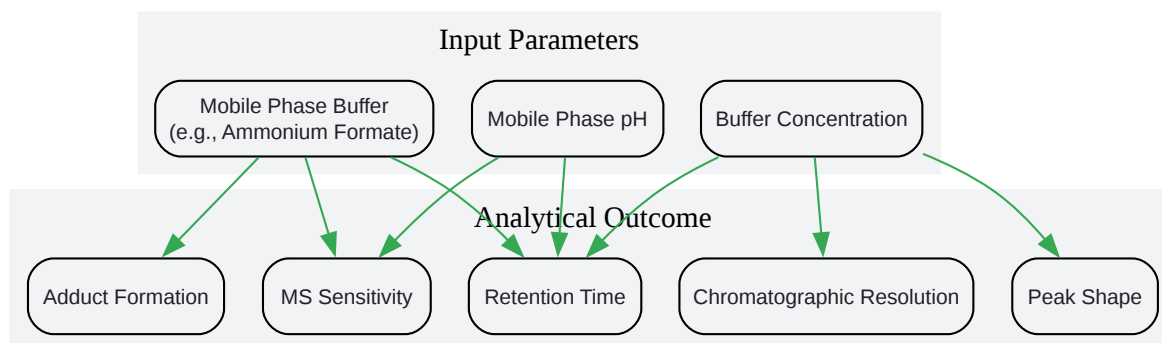 Input Parameters
Mobile Phase Buffer
(e.g., Ammonium Formate)
Mobile Phase pH
Buffer Concentration
Analytical Outcome
Adduct Formation
MS Sensitivity
Retention Time
Chromatographic Resolution
Peak Shape